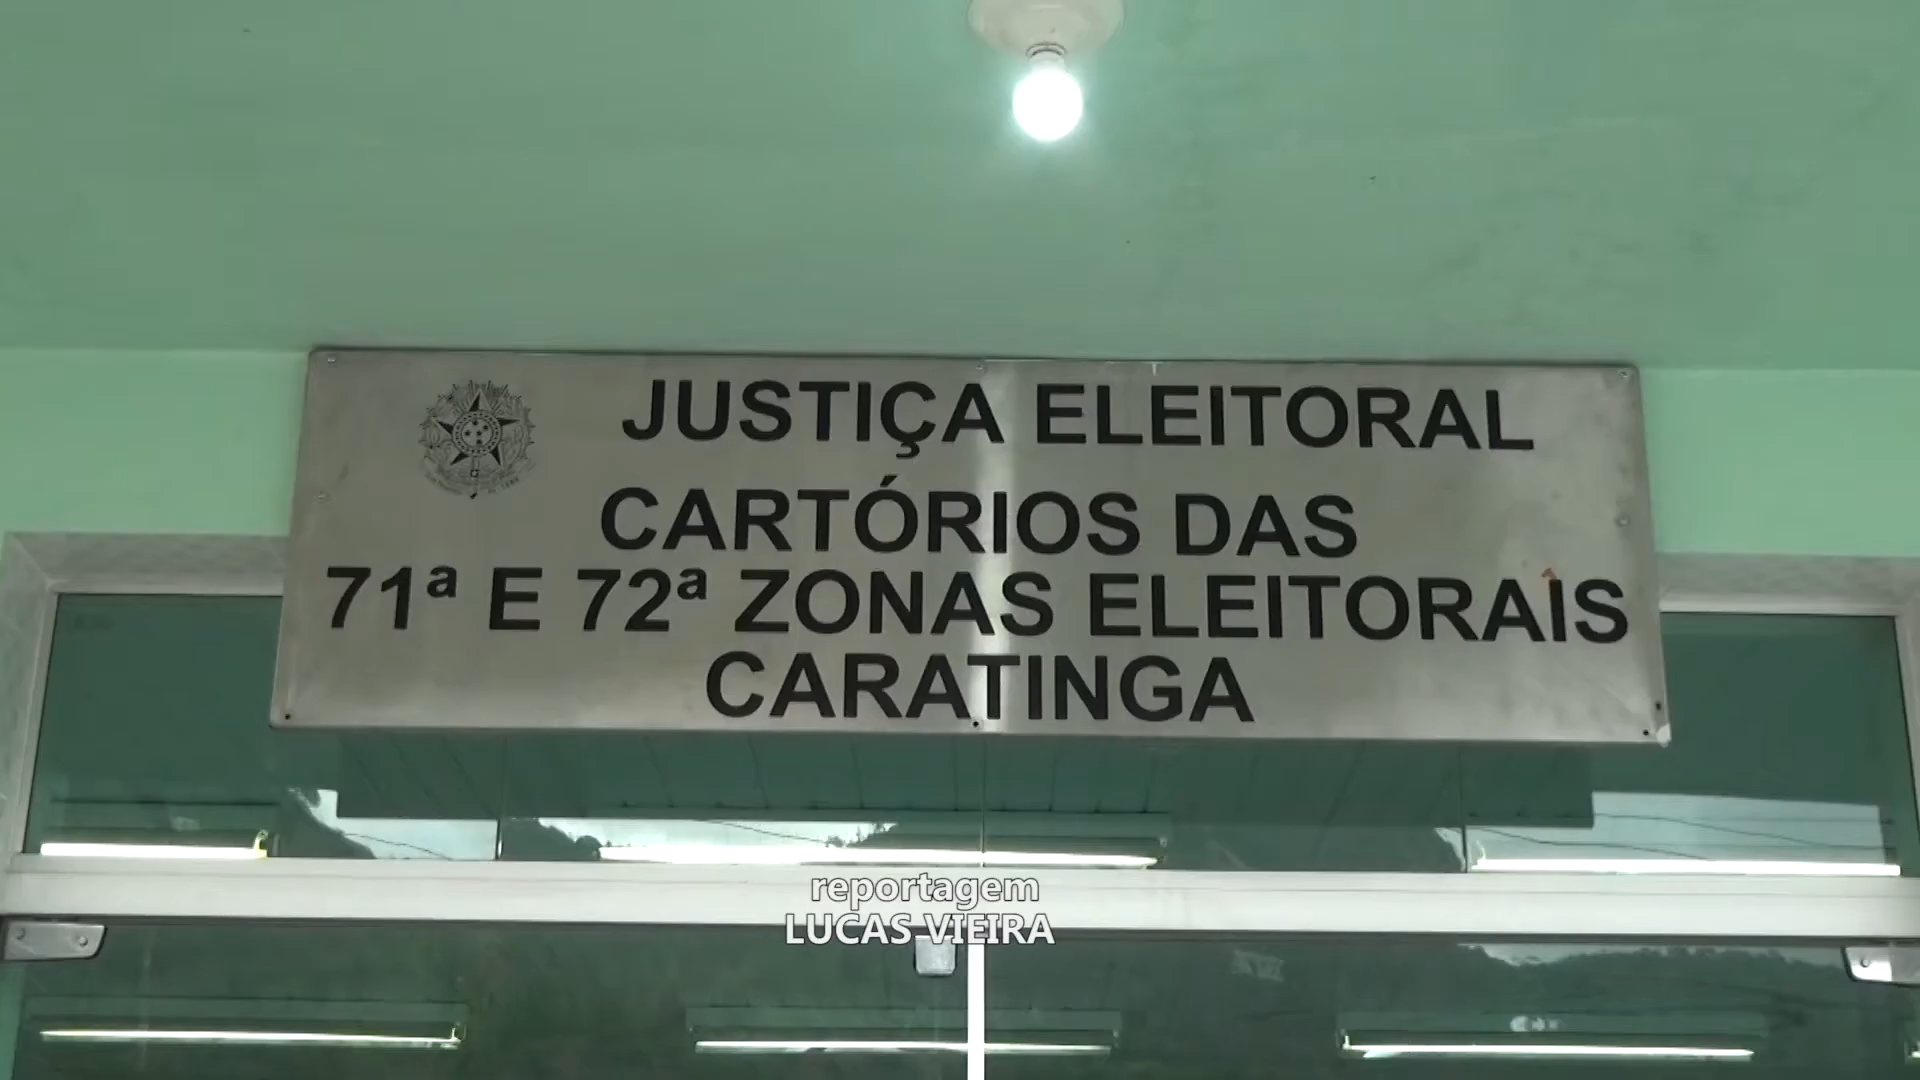 JUSTIÇA ELEITORAL
CARTÓRIOS DAS
71ª E 72ª ZONAS ELEITORAIS
CARATINGA
reportagem
LUCAS VIEIRA